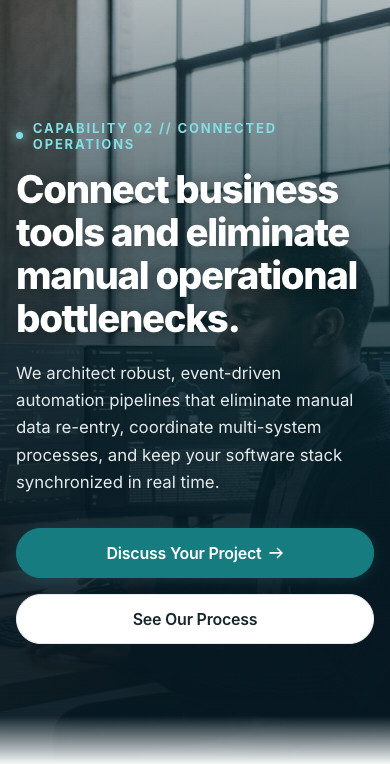 CAPABILITY 02 // CONNECTED
OPERATIONS
Connect business
tools and eliminate
manual operational
bottlenecks.
We architect robust, event-driven
automation pipelines that eliminate manual
data re-entry, coordinate multi-system
processes, and keep your software stack
synchronized in real time.
Discuss Your Project →
See Our Process